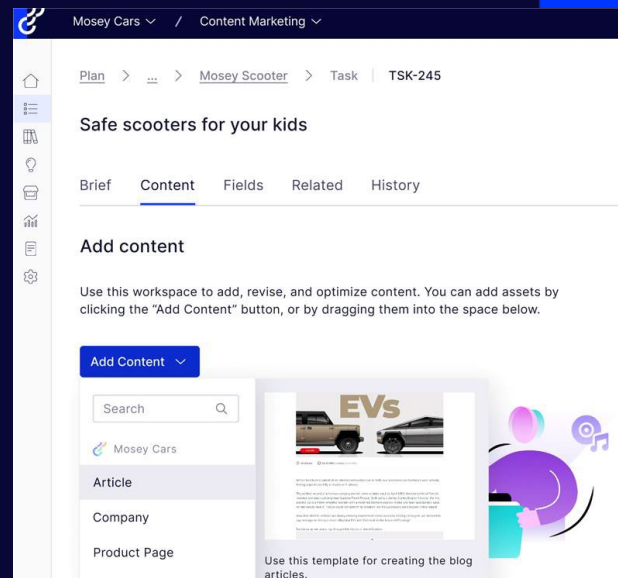 Mosey Cars / Content Marketing
Plan > ... > Mosey Scooter > Task | TSK-245
Safe scooters for your kids
Brief Content Fields Related History
Add content
Use this workspace to add, revise, and optimize content. You can add assets by
clicking the “Add Content” button, or by dragging them into the space below.
Add Content
Search
Mosey Cars
Article
Company
Product Page
EVs
Use this template for creating the blog
articles.